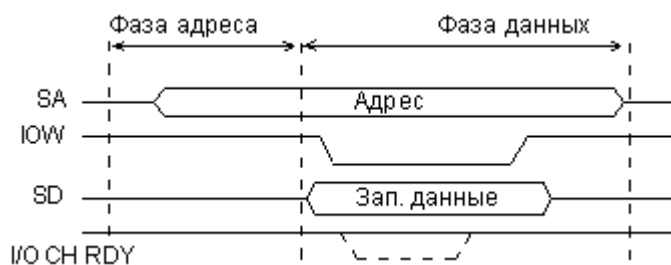 Фаза адреса
Фаза данных
SA
Адрес
IOW
SD
Зап. данные
I/O CH RDY